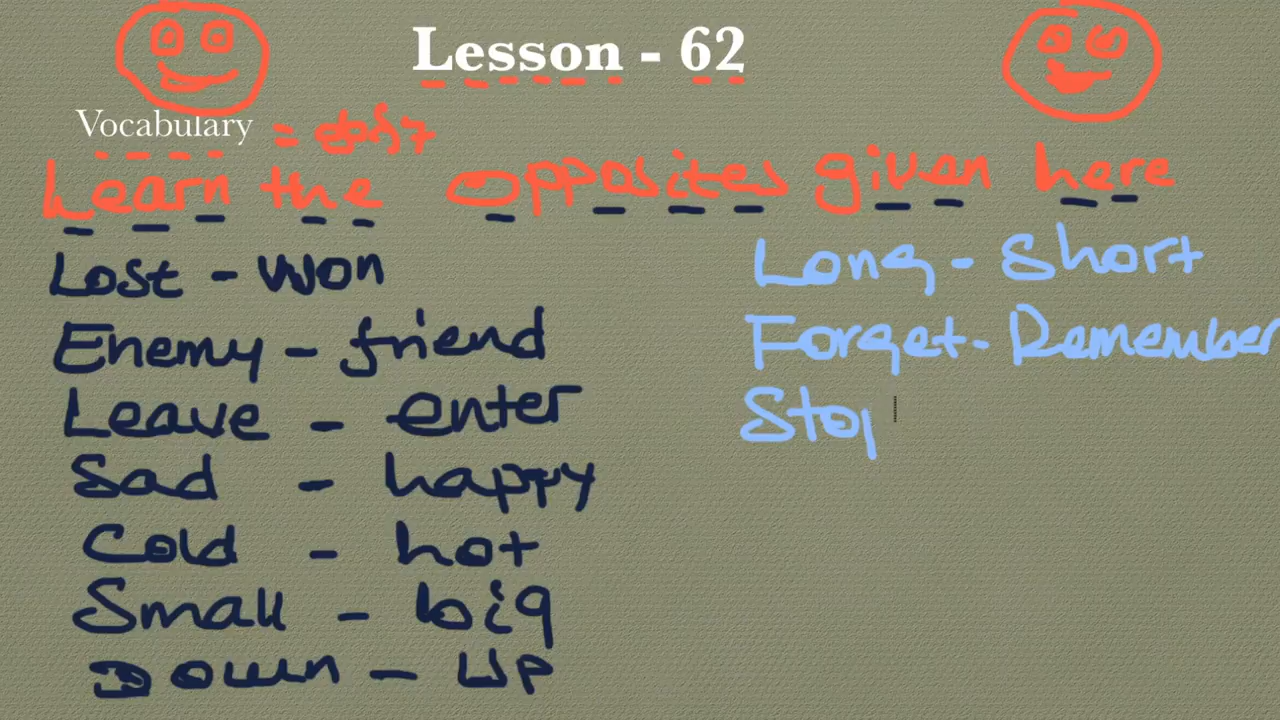 Lesson - 62
Vocabulary =
Learn the opposites given here
Lost - Won
Enemy - friend
Leave - enter
Sad - happy
Cold - hot
Small - big
Down - Up
Long - Short
Forget - Remember
Stop